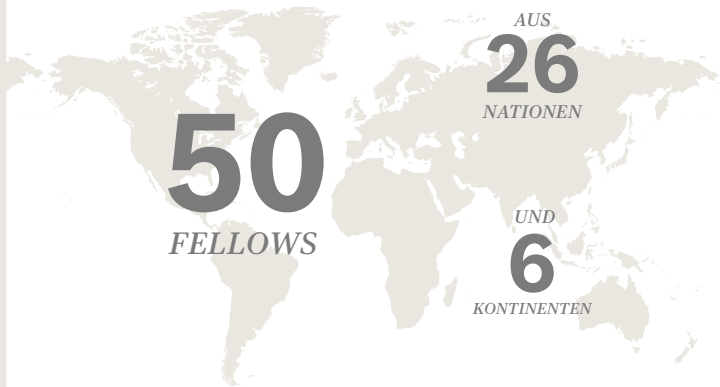 50
FELLOWS
AUS
26
NATIONEN
UND
6
KONTINENTEN